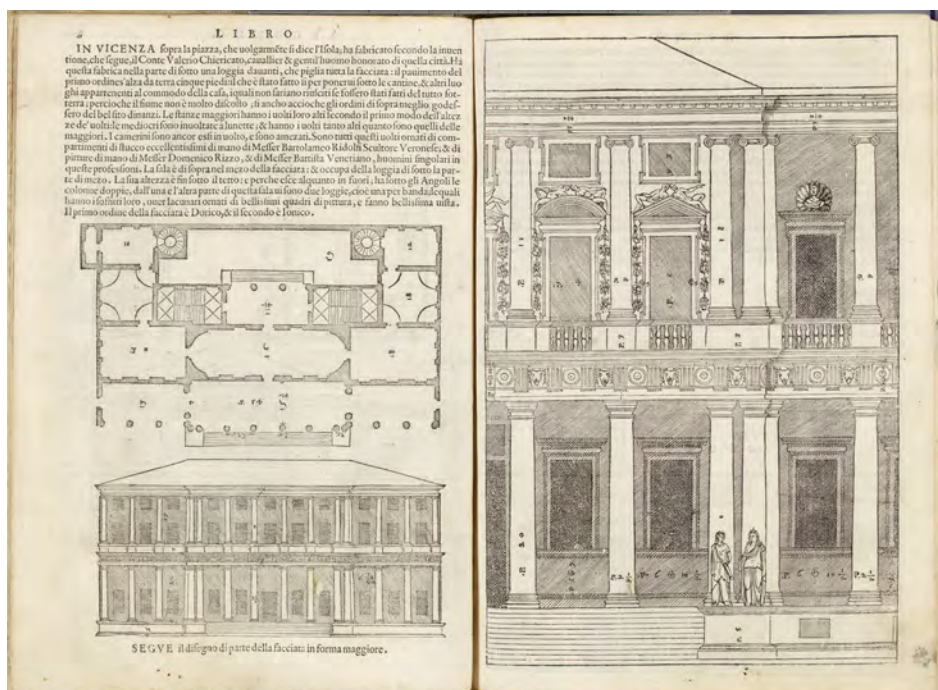 LIBRO
IN VICENZA sopra la piazza, che uolgarmẽte si dice l'Isola, ha fabricato secondo la inuen
tione, che segue, il Conte Valerio Chiericato, cauallier & gentil'huomo honorato di quella città. Hà
questa fabrica nella parte di sotto una loggia dauanti, che piglia tutta la facciata: il pauimento del
primo ordine s'alza da terra cinque piedi: il che è stato fatto sì per ponerui sotto le cantine, & altri luo
ghi appartenenti al commodo della casa, iquali non sariano riusciti se fossero stati fatti del tutto sot-
terra; percioche il fiume non è molto discosto; sì ancho accioche gli ordini di sopra meglio godes-
sero del bel sito dinanzi. Le stanze maggiori hanno i uolti loro alti secondo il primo modo dell'altez
ze de' uolti: le mediocri sono inuoltate à lunette; & hanno i uolti tanto alti quanto sono quelli delle
maggiori. I camerini sono ancor essi in uolto, e sono amezati. Sono tutti questi uolti ornati di com-
partimenti di stucco eccellentissimi di mano di Messer Bartolameo Ridolfi Scultore Veronese; & di
pitture di mano di Messer Domenico Rizzo, & di Messer Battista Venetiano, huomini singolari in
queste professioni. La sala è di sopra nel mezo della facciata: & occupa della loggia di sotto la par-
te di mezo. La sua altezza è fin sotto il tetto: e perche esce alquanto in fuori, ha sotto gli Angoli le
colonne doppie, dall'una e l'altra parte di questa sala ui sono due loggie, cioè una per banda; lequali
hanno i soffitti loro, ouer lacunari ornati di bellissimi quadri di pittura, e fanno bellissima uista.
Il primo ordine della facciata è Dorico, & il secondo è Ionico.
SEGVE il disegno di parte della facciata in forma maggiore.